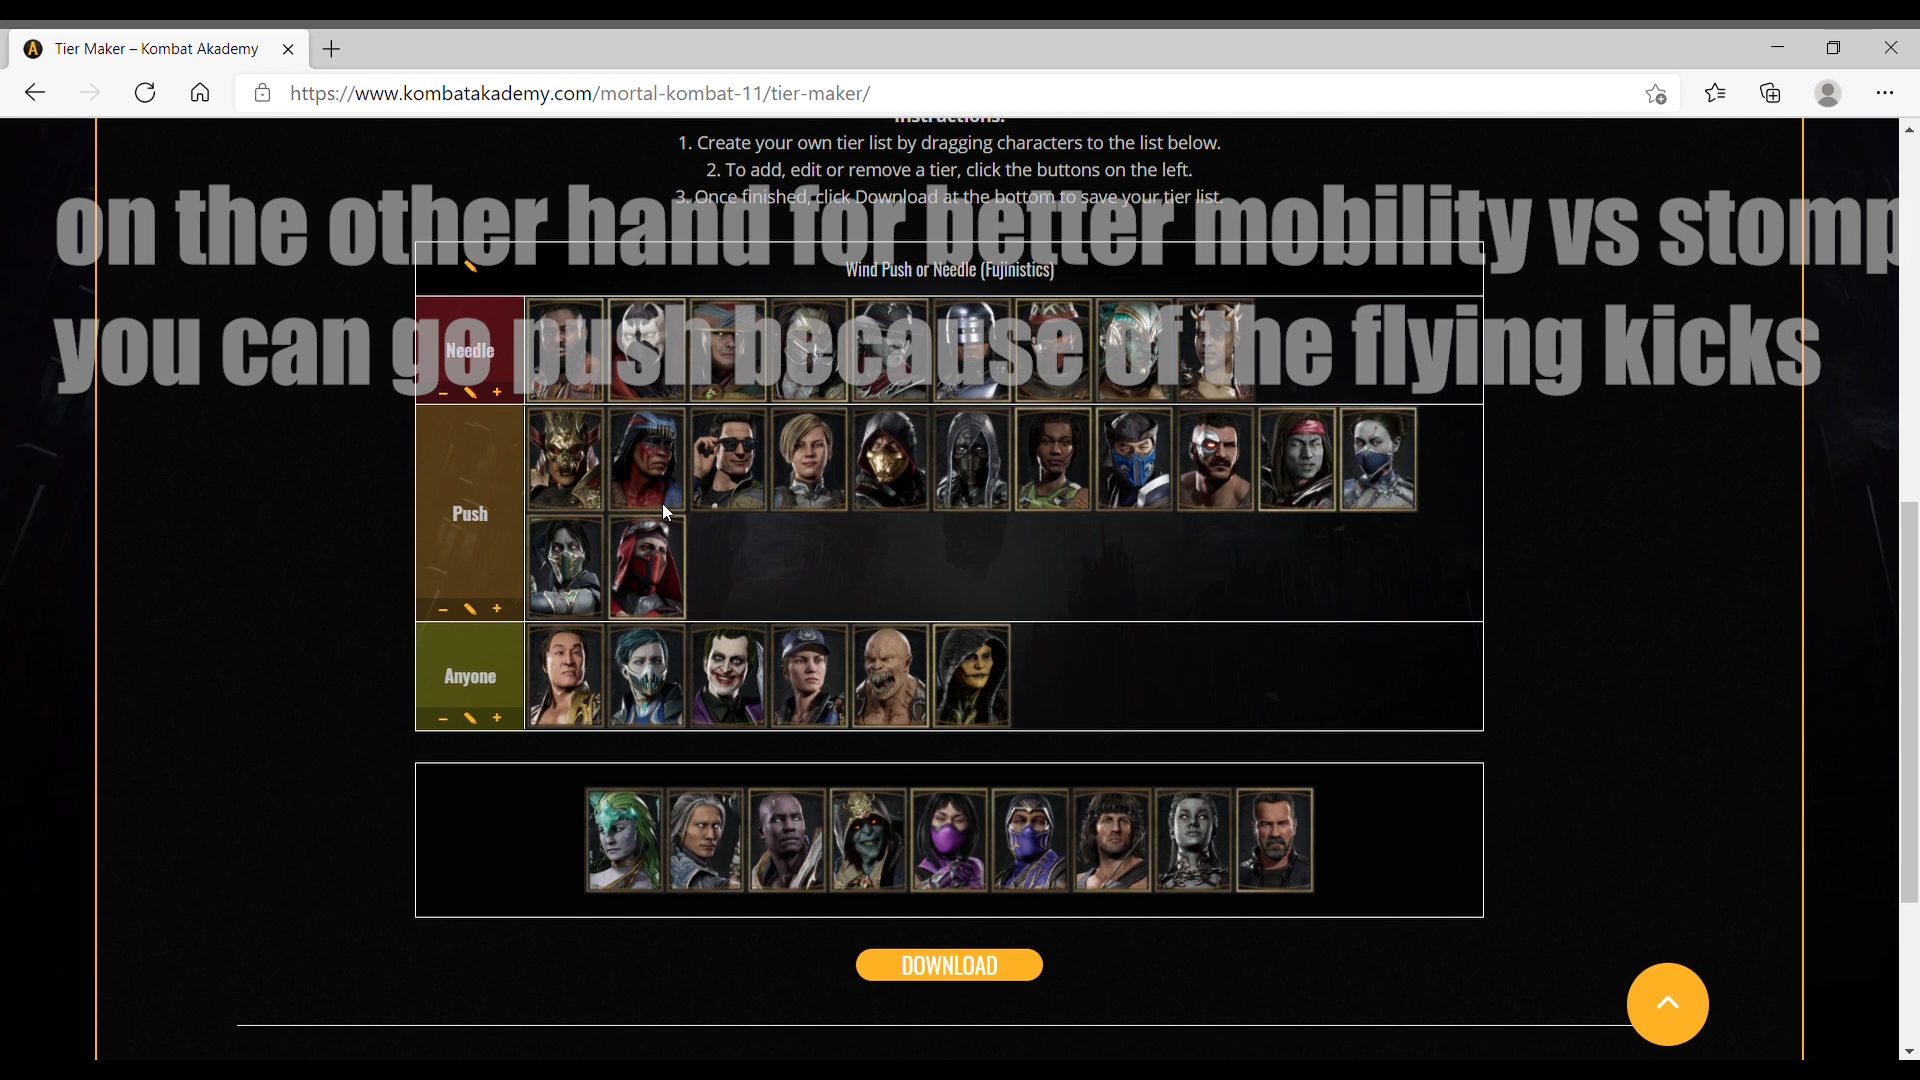 Tier Maker – Kombat Akademy
https://www.kombatakademy.com/mortal-kombat-11/tier-maker/
Instructions:
1. Create your own tier list by dragging characters to the list below.
2. To add, edit or remove a tier, click the buttons on the left.
3. Once finished, click Download at the bottom to save your tier list.
on the other hand for better mobility vs stomp
you can go push because of the flying kicks
Wind Push or Needle (Fujinistics)
Needle
Push
Anyone
DOWNLOAD